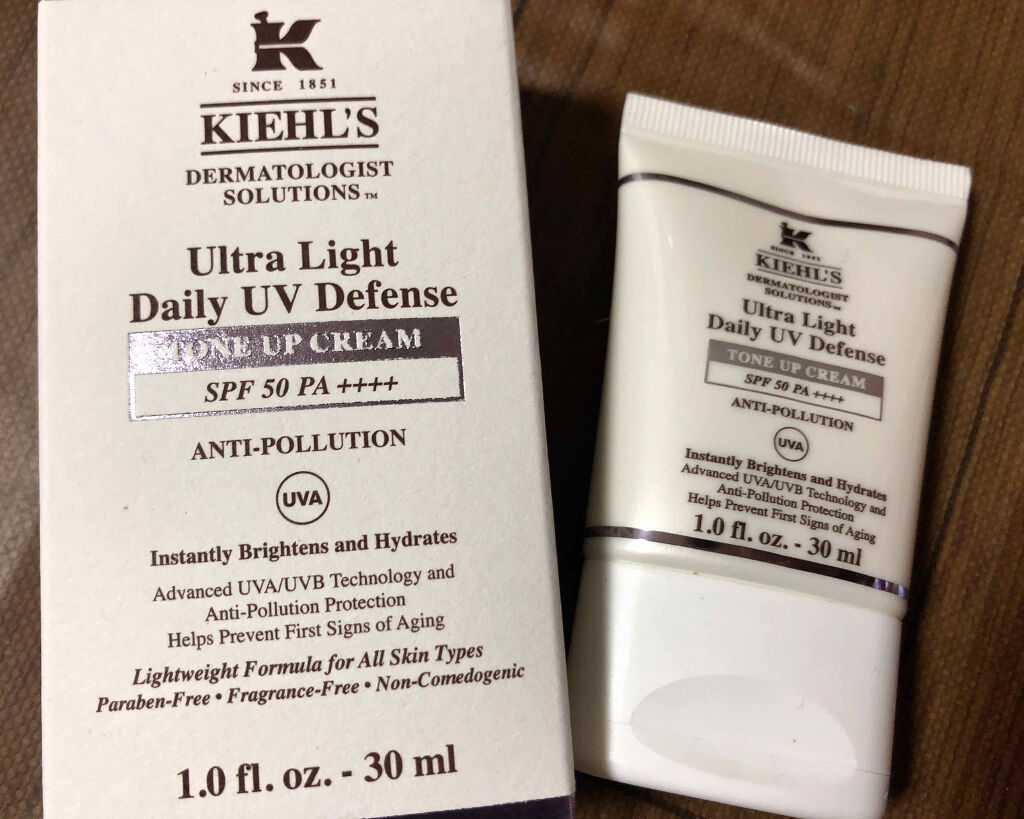 K
SINCE 1851
KIEHL'S
DERMATOLOGIST
SOLUTIONS™
Ultra Light
Daily UV Defense
TONE UP CREAM
SPF 50 PA ++++
ANTI-POLLUTION
UVA
Instantly Brightens and Hydrates
Advanced UVA/UVB Technology and
Anti-Pollution Protection
Helps Prevent First Signs of Aging
Lightweight Formula for All Skin Types
Paraben-Free • Fragrance-Free • Non-Comedogenic
1.0 fl. oz. - 30 ml
K
SINCE 1851
KIEHL'S
DERMATOLOGIST
SOLUTIONS™
Ultra Light
Daily UV Defense
TONE UP CREAM
SPF 50 PA ++++
ANTI-POLLUTION
UVA
Instantly Brightens and Hydrates
Advanced UVA/UVB Technology and
Anti-Pollution Protection
Helps Prevent First Signs of Aging
1.0 fl. oz. - 30 ml